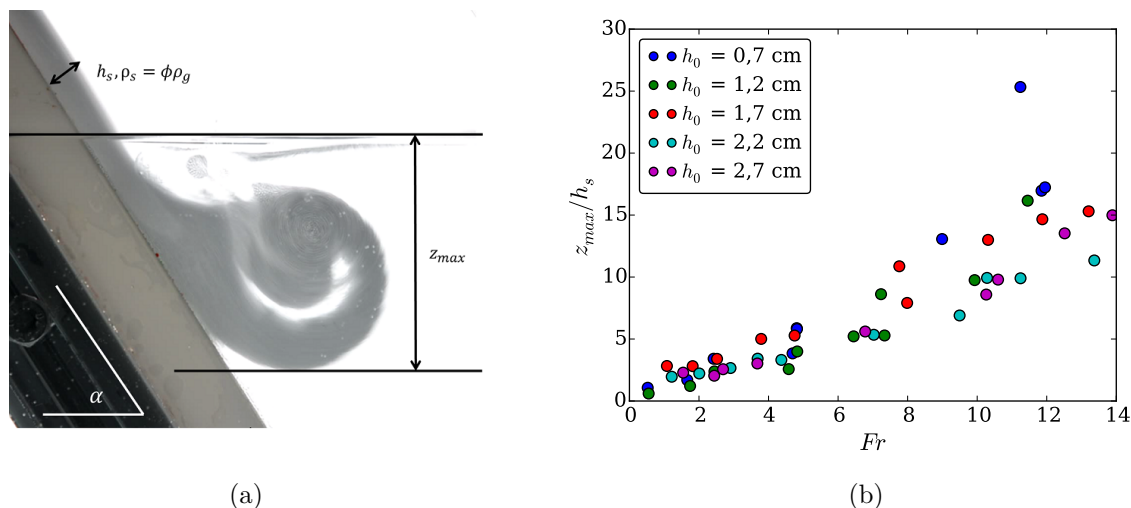 h_s, ρ_s = ϕρ_g
z_max
α
(a)
30
25
20
15
10
5
0
z_max/h_s
h_0 = 0,7 cm
h_0 = 1,2 cm
h_0 = 1,7 cm
h_0 = 2,2 cm
h_0 = 2,7 cm
0 2 4 6 8 10 12 14
Fr
(b)